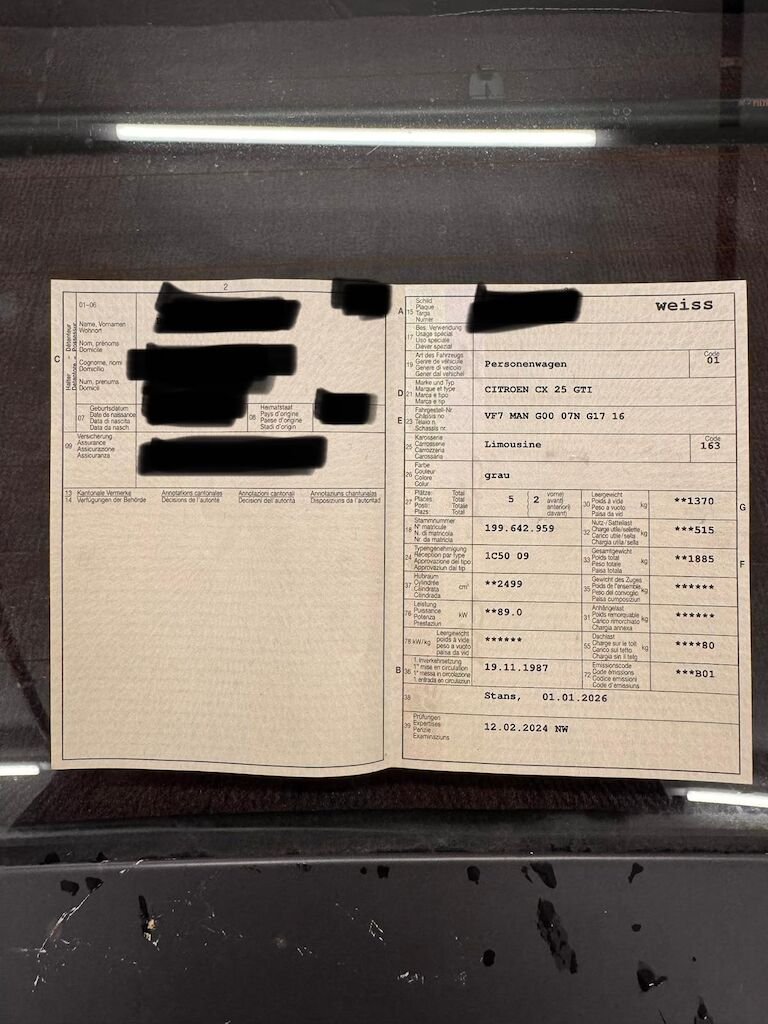 2
01-06
Name, Vornamen
Wohnort
Nom, prénoms
Domicile
Cognome, nomi
Domicilio
Num, prenums
Domicil
C
07
Geburtsdatum
Date de naissance
Data di nascita
Data da nasch.
08
Heimatstaat
Pays d'origine
Paese d'origine
Stadi d'origin
09
Versicherung
Assurance
Assicurazione
Assicuranza
13 Kantonale Vermerke Annotations cantonales Annotazioni cantonali Annotaziuns chantunalas
14 Verfügungen der Behörde Décisions de l'autorité Decisioni dell'autorità Disposiziuns da l'autoritad
A 15
Schild
Plaque
Targa
Numer
weiss
17
Bes. Verwendung
Usage spécial
Uso speciale
Diever spezial
19
Art des Fahrzeugs
Genre de véhicule
Genere di veicolo
Gener dal vehichel
Personenwagen
Code
01
D 21
Marke und Typ
Marque et type
Marca e tipo
Marca e tip
CITROEN CX 25 GTI
E 23
Fahrgestell-Nr.
Châssis no
Telaio n.
Schassis nr.
VF7 MAN G00 07N G17 16
25
Karosserie
Carrosserie
Carrozzeria
Carossaria
Limousine
Code
163
26
Farbe
Couleur
Colore
Colur
grau
27
Plätze: Total
Places: Total
Posti: Totale
Plazs: Total
5 2
vorne)
avant)
anteriori)
davant)
30
Leergewicht
Poids à vide
Peso a vuoto
Paisa da vid
kg
**1370
G
18
Stammnummer
N° matricule
N. di matricola
Nr. da matricla
199.642.959
32
Nutz-/Sattellast
Charge utile/sellette
Carico utile/sella
Chargia utila/sella
kg
***515
24
Typengenehmigung
Réception par type
Approvazione del tipo
Approvaziun dal tip
1C50 09
33
Gesamtgewicht
Poids total
Peso totale
Paisa totala
kg
**1885
F
37
Hubraum
Cylindrée
Cilindrata
Cilindrada
cm³
**2499
35
Gewicht des Zuges
Poids de l'ensemble
Peso del convoglio
Paisa cumposiziun
kg
******
76
Leistung
Puissance
Potenza
Prestaziun
kW
**89.0
31
Anhängelast
Poids remorquable
Carico rimorchiato
Chargia annexa
kg
******
78 kW/kg
Leergewicht
poids à vide
peso a vuoto
paisa da vid
******
55
Dachlast
Charge sur le toit
Carico sul tetto
Chargia sin il tetg
kg
****80
B 36
1. Inverkehrsetzung
1re mise en circulation
1a messa in circolazione
1. entrada en circulaziun
19.11.1987
72
Emissionscode
Code émissions
Codice emissioni
Code d'emissiuns
***B01
38
Stans, 01.01.2026
39
Prüfungen
Expertises
Perizie
Examinaziuns
12.02.2024 NW